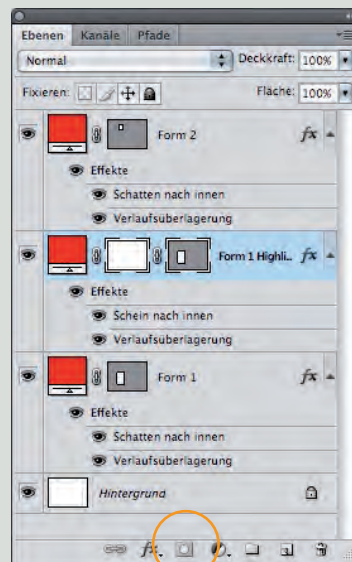 Ebenen Kanäle Pfade
Normal Deckkraft: 100%
Fixieren: Fläche: 100%
Form 2 fx
Effekte
Schatten nach innen
Verlaufsüberlagerung
Form 1 Highli... fx
Effekte
Schein nach innen
Verlaufsüberlagerung
Form 1 fx
Effekte
Schatten nach innen
Verlaufsüberlagerung
Hintergrund
fx.